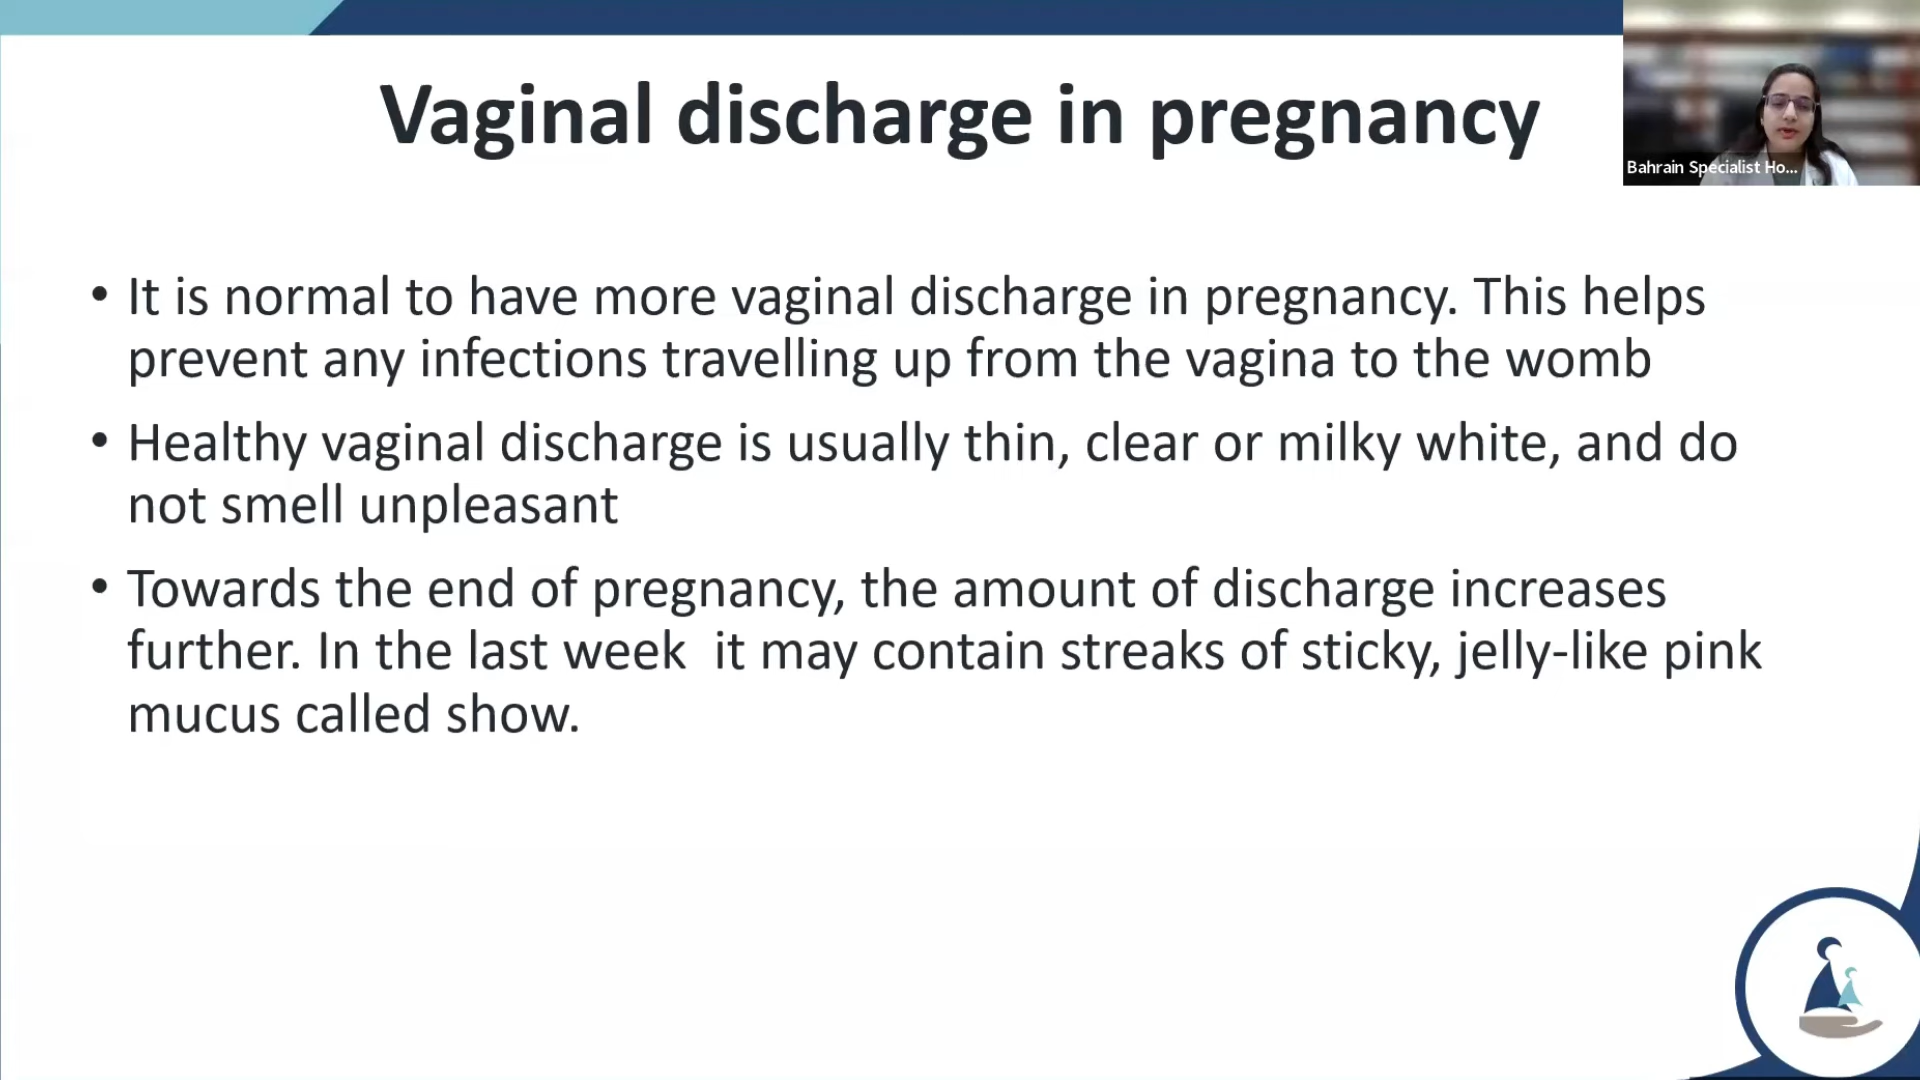 Vaginal discharge in pregnancy
Bahrain Specialist Ho...
• It is normal to have more vaginal discharge in pregnancy. This helps
prevent any infections travelling up from the vagina to the womb
• Healthy vaginal discharge is usually thin, clear or milky white, and do
not smell unpleasant
• Towards the end of pregnancy, the amount of discharge increases
further. In the last week  it may contain streaks of sticky, jelly-like pink
mucus called show.